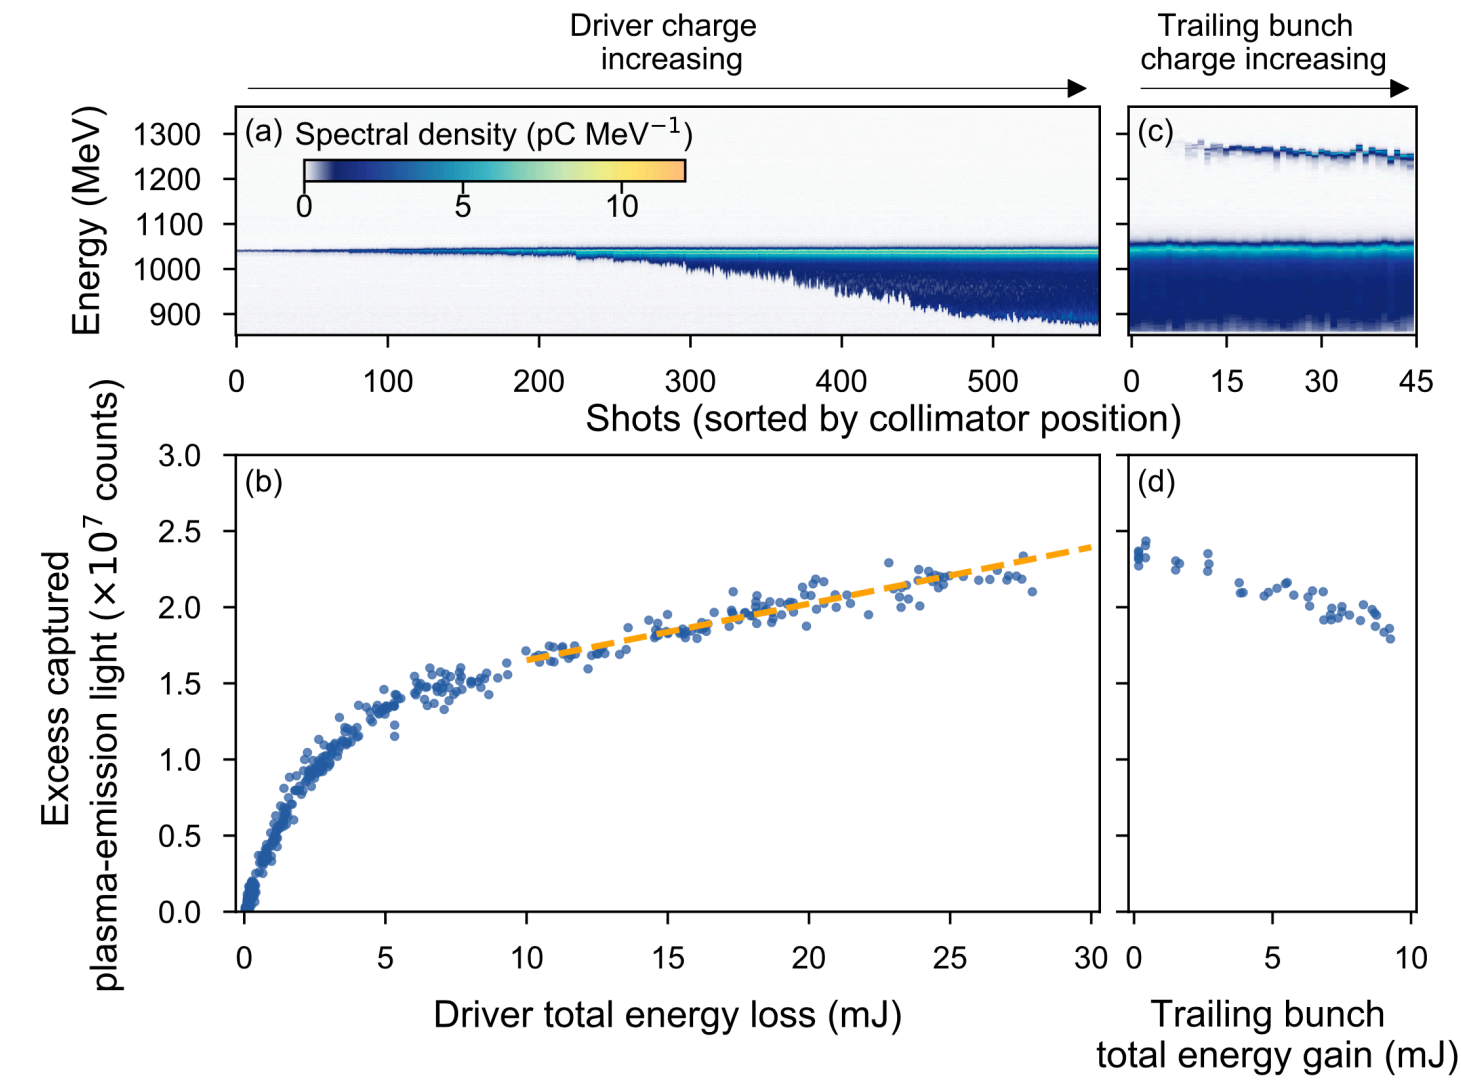 Driver charge
increasing
Trailing bunch
charge increasing
(a) Spectral density (pC MeV⁻¹)
0 5 10
(c)
Energy (MeV)
1300
1200
1100
1000
900
0 100 200 300 400 500
0 15 30 45
Shots (sorted by collimator position)
Excess captured
plasma-emission light (×10⁷ counts)
3.0
2.5
2.0
1.5
1.0
0.5
0.0
(b)
(d)
0 5 10 15 20 25 30
0 5 10
Driver total energy loss (mJ)
Trailing bunch
total energy gain (mJ)